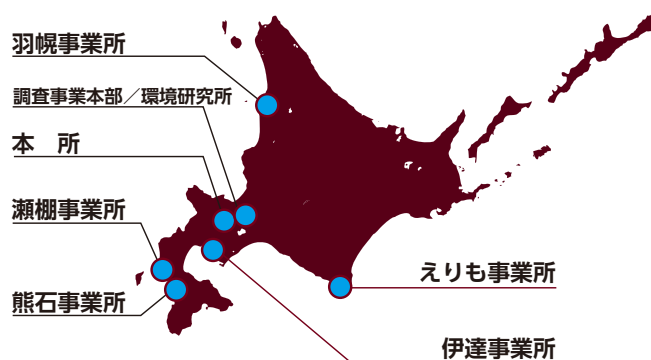 羽幌事業所
調査事業本部／環境研究所
本　所
瀬棚事業所
熊石事業所
えりも事業所
伊達事業所